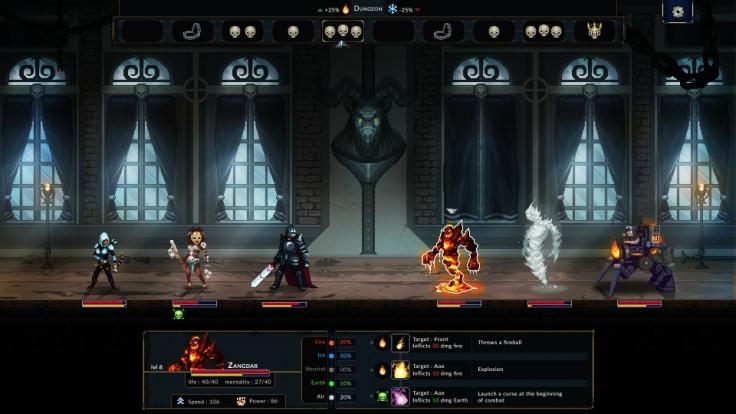 +25% Dungeon -25%
Zangdar
lvl 8
life : 40/40 mentality : 27/40
Speed : 106 Power : 86
Fire -20%
Ice 50%
Neutral 00%
Earth 10%
Air 20%
Target : Front
Inflicts 30 dmg fire
Throws a fireball
Target : Aoe
Inflicts 10 dmg fire
Explosion
Target : Aoe
Inflicts 10 dmg Earth
Launch a curse at the beginning
of combat